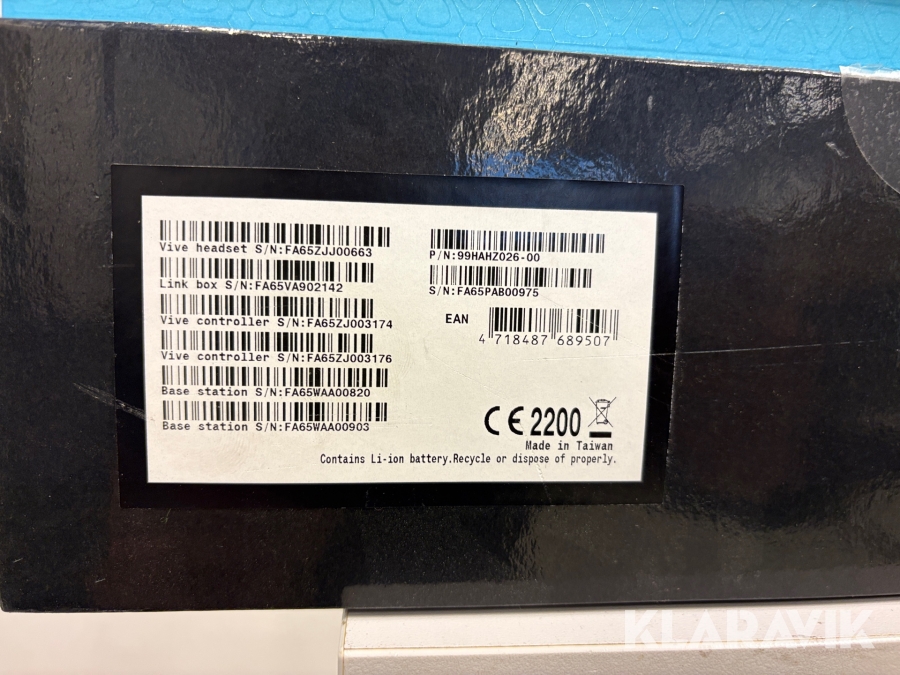 Vive headset S/N:FA65ZJJ00663
Link box S/N:FA65VA902142
Vive controller S/N:FA65ZJ003174
Vive controller S/N:FA65ZJ003176
Base station S/N:FA65WAA00820
Base station S/N:FA65WAA00903
P/N:99HAHZ026-00
S/N:FA65PAB00975
EAN
4 718487 689507
CE2200
Made in Taiwan
Contains Li-ion battery.Recycle or dispose of properly.
KLARAVIK